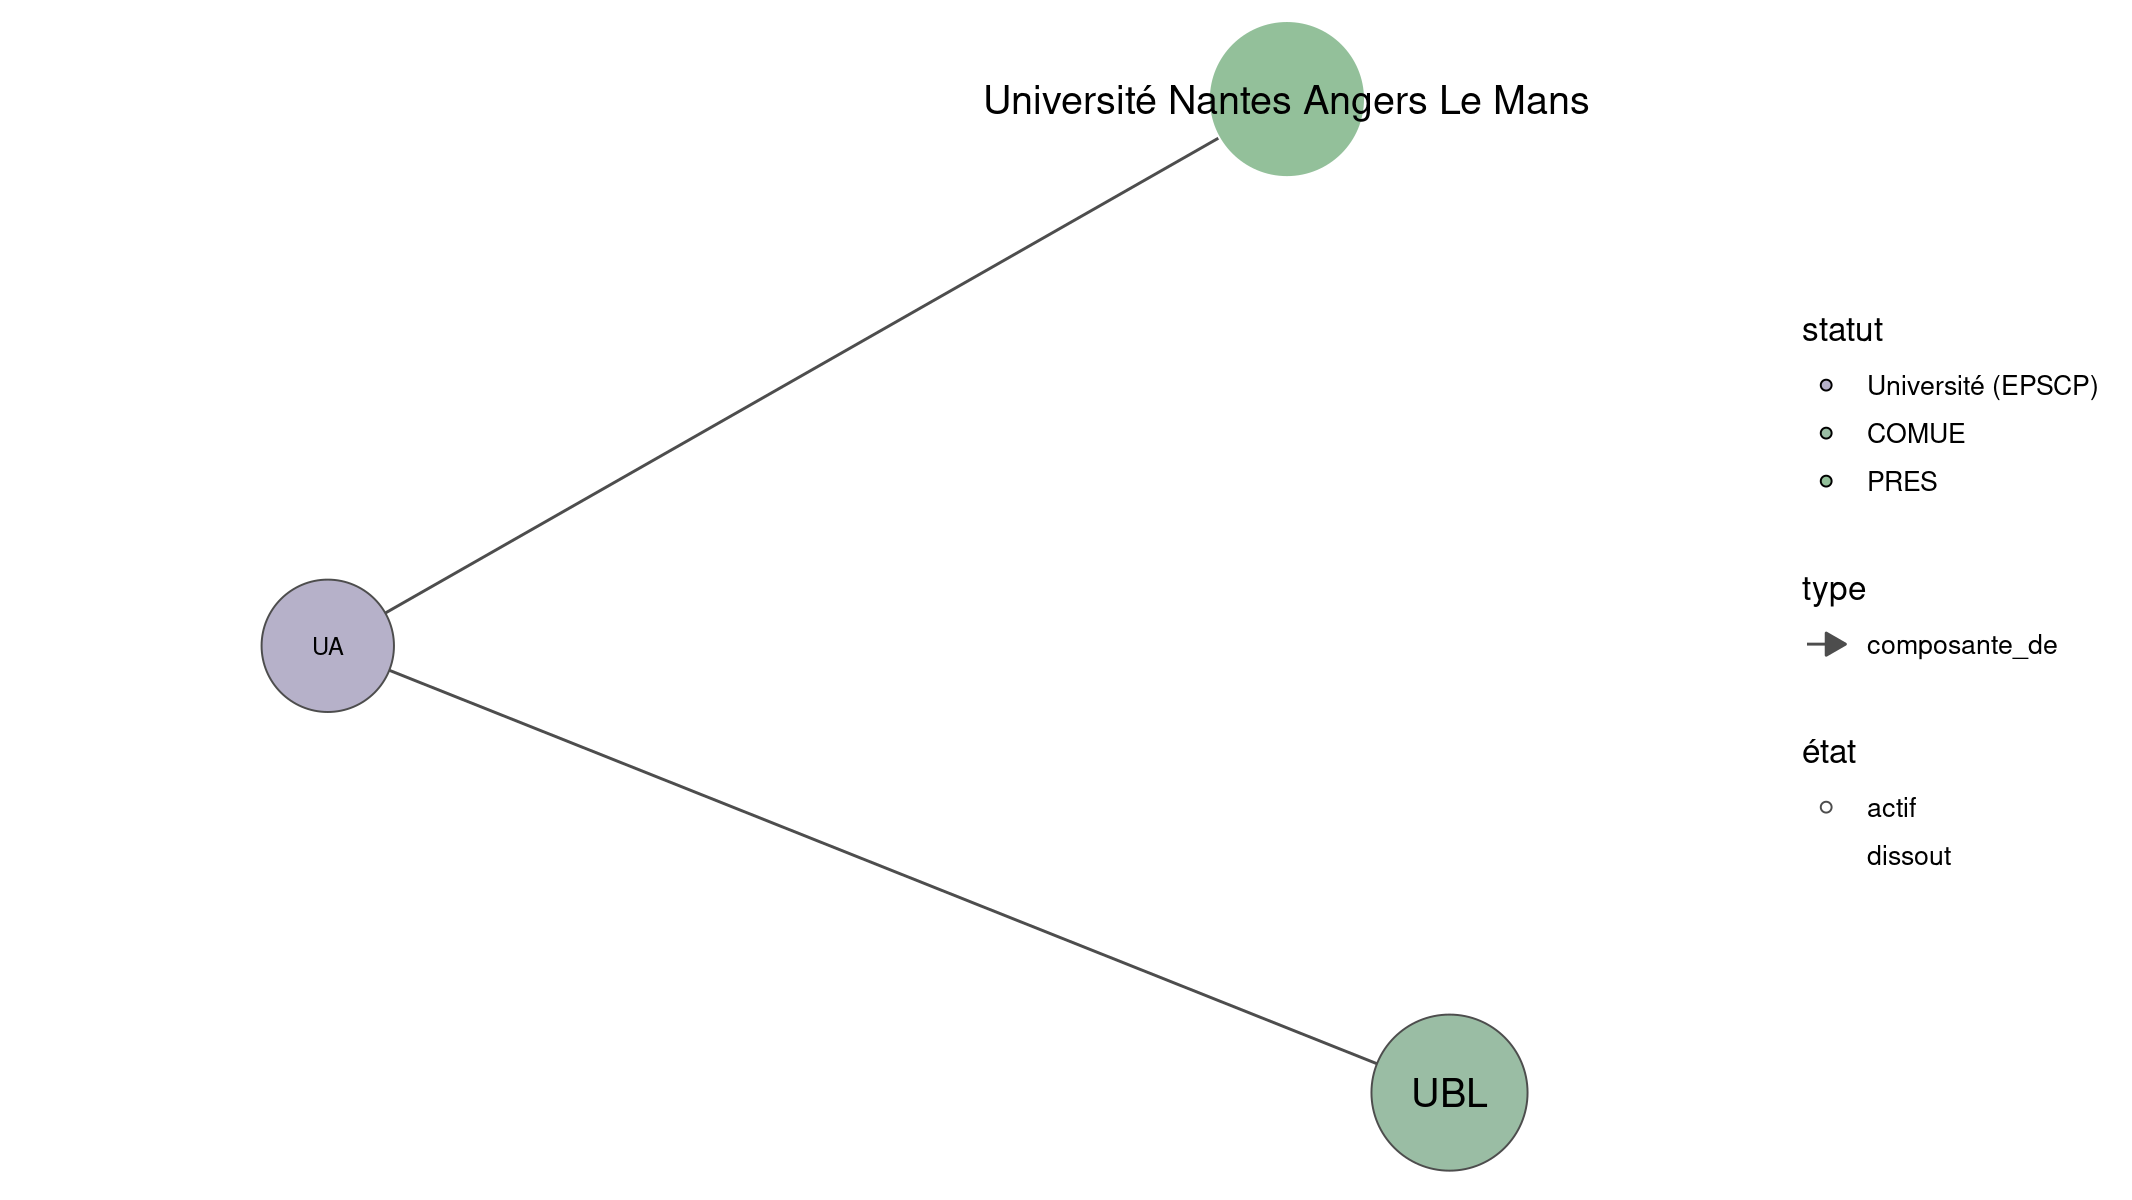 Université Nantes Angers Le Mans
UA
UBL
statut
Université (EPSCP)
COMUE
PRES
type
composante_de
état
actif
dissout